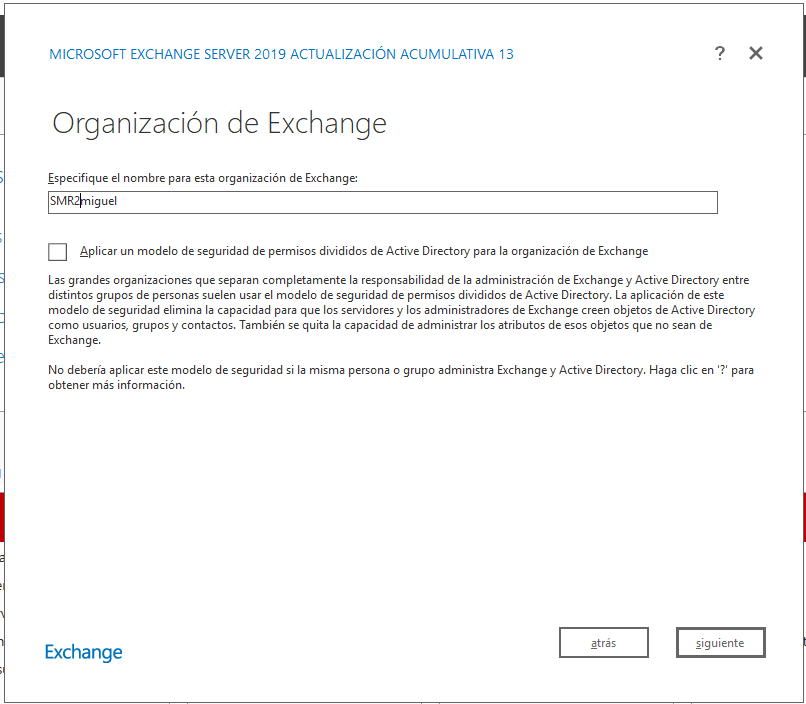 MICROSOFT EXCHANGE SERVER 2019 ACTUALIZACIÓN ACUMULATIVA 13
?
Organización de Exchange
Especifique el nombre para esta organización de Exchange:
SMR2miguel
Aplicar un modelo de seguridad de permisos divididos de Active Directory para la organización de Exchange
Las grandes organizaciones que separan completamente la responsabilidad de la administración de Exchange y Active Directory entre
distintos grupos de personas suelen usar el modelo de seguridad de permisos divididos de Active Directory. La aplicación de este
modelo de seguridad elimina la capacidad para que los servidores y los administradores de Exchange creen objetos de Active Directory
como usuarios, grupos y contactos. También se quita la capacidad de administrar los atributos de esos objetos que no sean de
Exchange.
No debería aplicar este modelo de seguridad si la misma persona o grupo administra Exchange y Active Directory. Haga clic en '?' para
obtener más información.
Exchange
atrás
siguiente